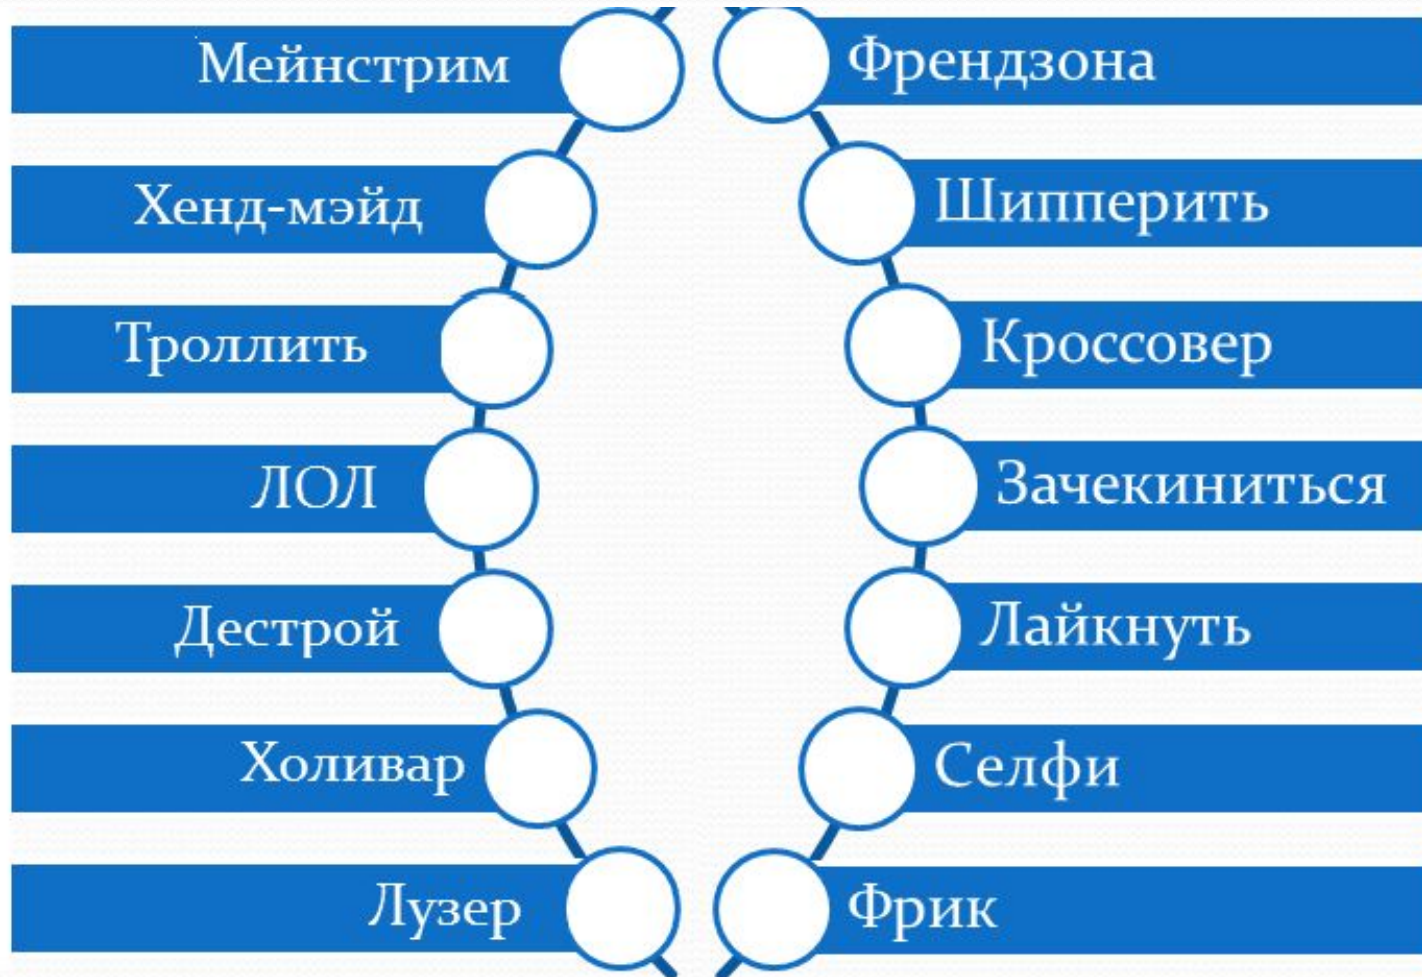 Мейнстрим
Хенд-мэйд
Троллить
ЛОЛ
Дестрой
Холивар
Лузер
Френдзона
Шипперить
Кроссовер
Зачекиниться
Лайкнуть
Селфи
Фрик